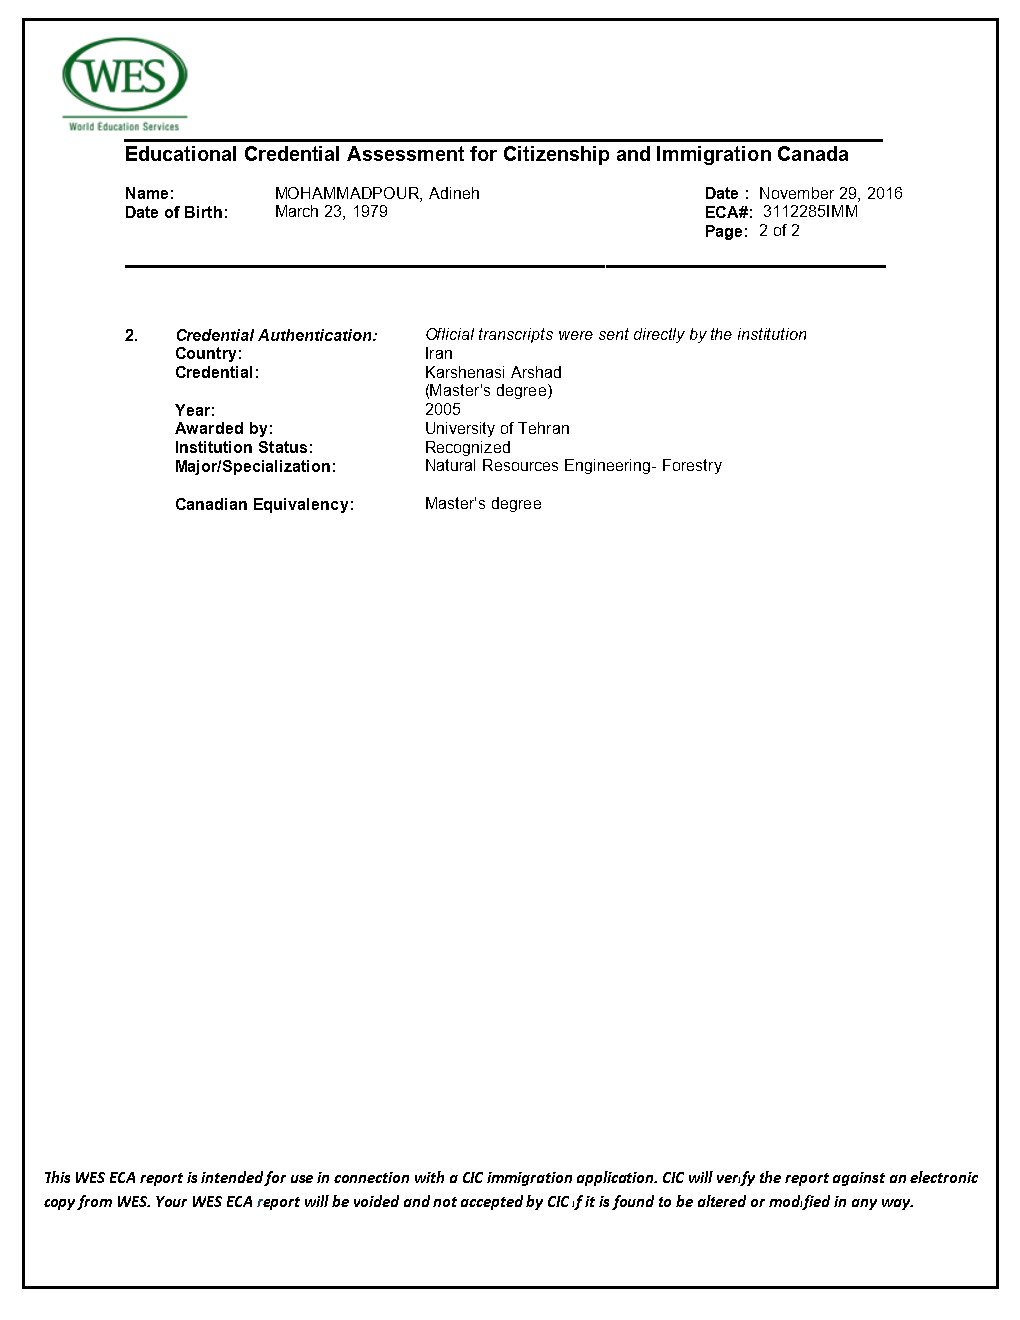 WES
World Education Services
Educational Credential Assessment for Citizenship and Immigration Canada
Name: MOHAMMADPOUR, Adineh Date : November 29, 2016
Date of Birth: March 23, 1979 ECA#: 3112285IMM
Page: 2 of 2
2. Credential Authentication: Official transcripts were sent directly by the institution
Country: Iran
Credential: Karshenasi Arshad
(Master's degree)
Year: 2005
Awarded by: University of Tehran
Institution Status: Recognized
Major/Specialization: Natural Resources Engineering- Forestry
Canadian Equivalency: Master's degree
This WES ECA report is intended for use in connection with a CIC immigration application. CIC will verify the report against an electronic
copy from WES. Your WES ECA report will be voided and not accepted by CIC if it is found to be altered or modified in any way.